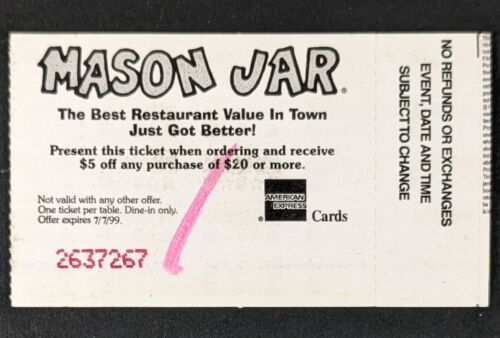 MASON JAR®
The Best Restaurant Value In Town
Just Got Better!
Present this ticket when ordering and receive
$5 off any purchase of $20 or more.
Not valid with any other offer.
One ticket per table. Dine-in only.
Offer expires 7/7/99.
AMERICAN
EXPRESS
® Cards
2637267
NO REFUNDS OR EXCHANGES
EVENT, DATE AND TIME
SUBJECT TO CHANGE